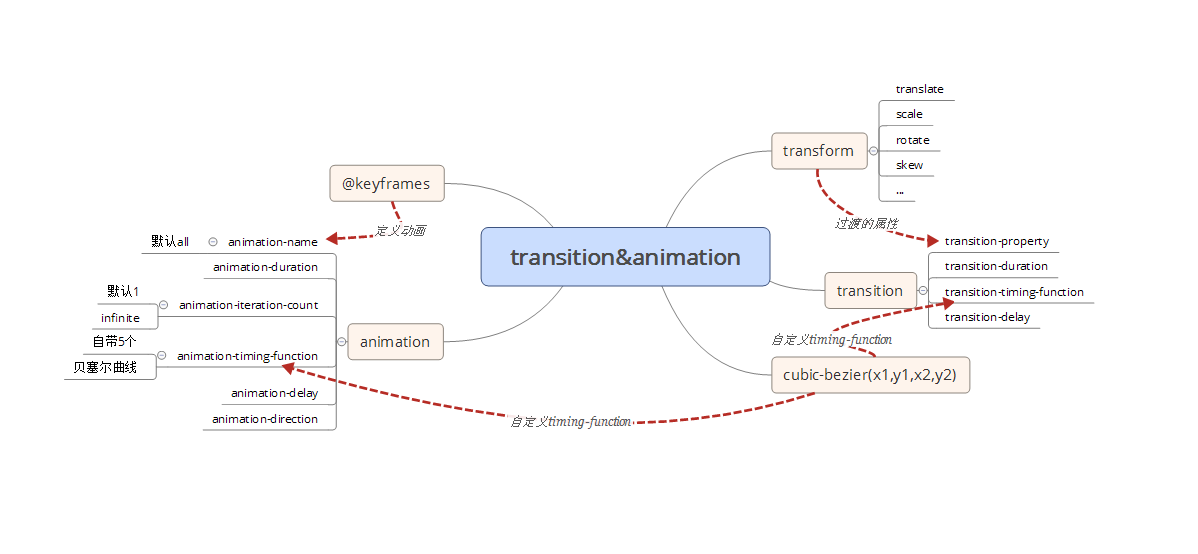 transition&animation
transform
translate
scale
rotate
skew
...
过渡的属性
transition
transition-property
transition-duration
transition-timing-function
transition-delay
自定义timing-function
cubic-bezier(x1,y1,x2,y2)
自定义timing-function
@keyframes
定义动画
animation
animation-name
默认all
animation-duration
animation-iteration-count
默认1
infinite
animation-timing-function
自带5个
贝塞尔曲线
animation-delay
animation-direction